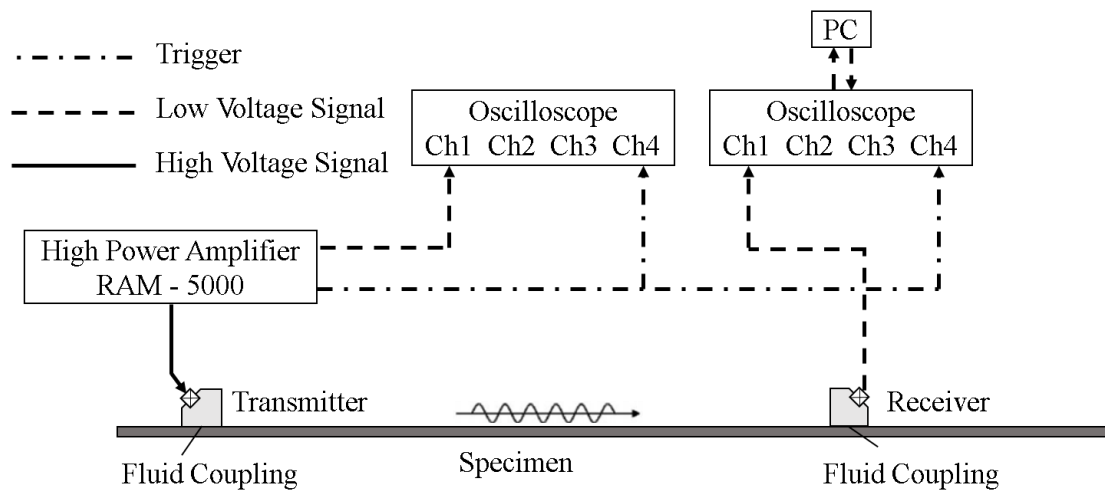 PC
Trigger
Low Voltage Signal
High Voltage Signal
Oscilloscope
Ch1 Ch2 Ch3 Ch4
Oscilloscope
Ch1 Ch2 Ch3 Ch4
High Power Amplifier
RAM - 5000
Transmitter
Receiver
Fluid Coupling
Specimen
Fluid Coupling